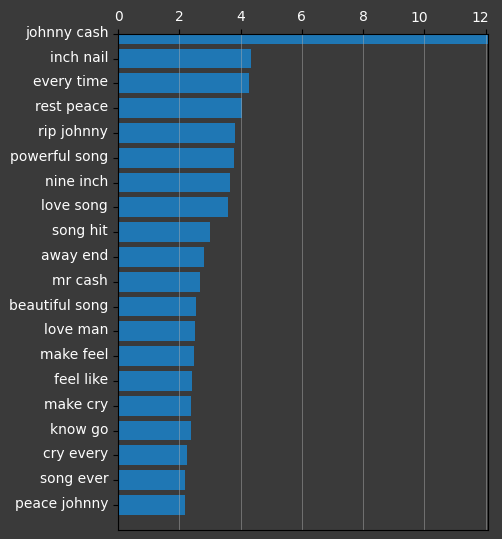 0 2 4 6 8 10 12
johnny cash
inch nail
every time
rest peace
rip johnny
powerful song
nine inch
love song
song hit
away end
mr cash
beautiful song
love man
make feel
feel like
make cry
know go
cry every
song ever
peace johnny